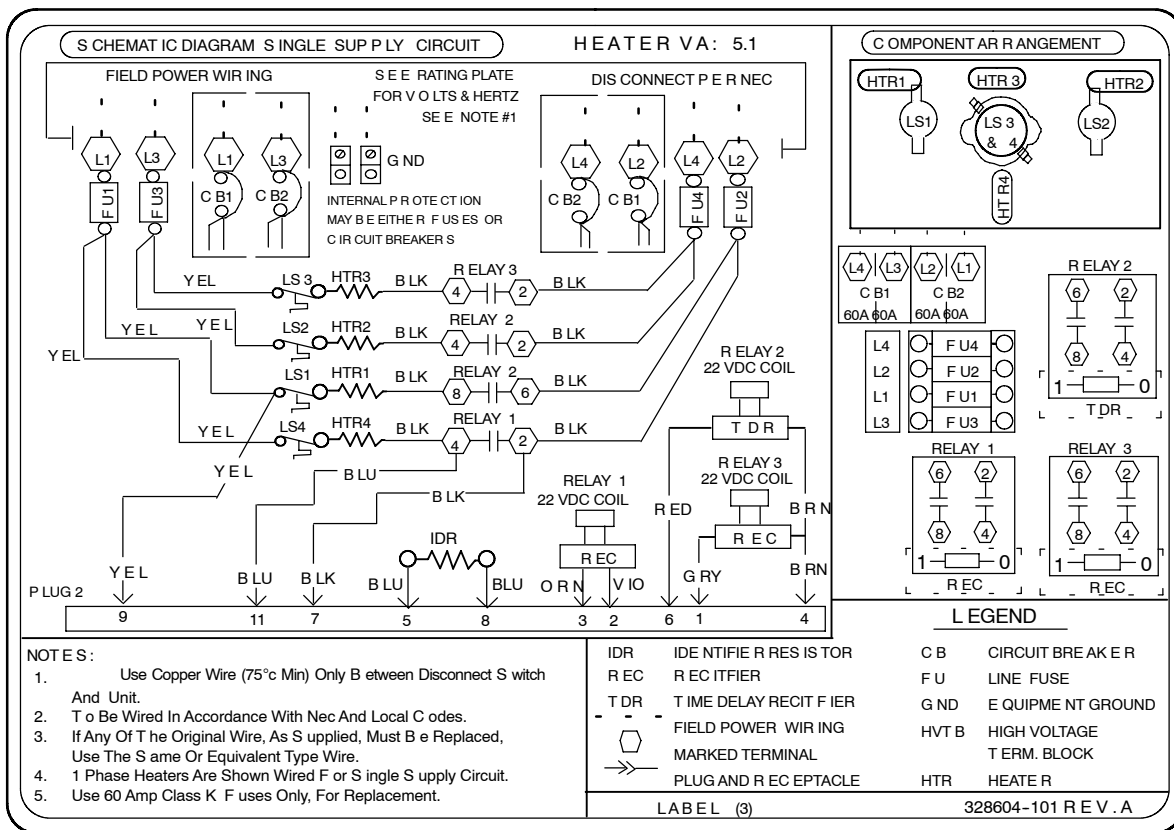 SCHEMATIC DIAGRAM SINGLE SUPPLY CIRCUIT
HEATER VA: 5.1
COMPONENT ARRANGEMENT
FIELD POWER WIRING
SEE RATING PLATE
FOR VOLTS & HERTZ
SEE NOTE #1
DISCONNECT PER NEC
HTR1
HTR 3
HTR2
LS1
LS 3
& 4
LS2
HTR4
L1
L3
L1
L3
GND
L4
L2
L4
L2
FU1
FU3
CB1
CB2
INTERNAL PROTECTION
MAY BE EITHER FUSES OR
CIRCUIT BREAKERS
CB2
CB1
FU4
FU2
YEL
LS 3
HTR3
BLK
RELAY 3
4
2
BLK
YEL
YEL
LS2
HTR2
BLK
RELAY 2
4
2
BLK
YEL
LS1
HTR1
BLK
RELAY 2
8
6
BLK
YEL
LS4
HTR4
BLK
RELAY 1
4
2
BLK
YEL
BLU
BLK
RELAY 2
22 VDC COIL
TDR
RELAY 3
22 VDC COIL
REC
RELAY 1
22 VDC COIL
REC
RED
BRN
IDR
YEL
BLU
BLK
BLU
BLU
ORN
VIO
GRY
BRN
PLUG 2
9
11
7
5
8
3
2
6
1
4
L4
L3
L2
L1
CB1
CB2
60A
60A
60A
60A
L4
FU4
L2
FU2
L1
FU1
L3
FU3
RELAY 2
6
2
8
4
1
0
TDR
RELAY 1
6
2
8
4
1
0
REC
RELAY 3
6
2
8
4
1
0
REC
NOTES:
1. Use Copper Wire (75°c Min) Only Between Disconnect Switch
And Unit.
2. To Be Wired In Accordance With Nec And Local Codes.
3. If Any Of The Original Wire, As Supplied, Must Be Replaced,
Use The Same Or Equivalent Type Wire.
4. 1 Phase Heaters Are Shown Wired For Single Supply Circuit.
5. Use 60 Amp Class K Fuses Only, For Replacement.
LEGEND
IDR IDENTIFIER RESISTOR
REC RECITFIER
TDR TIME DELAY RECITFIER
FIELD POWER WIRING
MARKED TERMINAL
PLUG AND RECEPTACLE
CB CIRCUIT BREAKER
FU LINE FUSE
GND EQUIPMENT GROUND
HVTB HIGH VOLTAGE
TERM. BLOCK
HTR HEATER
LABEL (3)
328604-101 REV. A